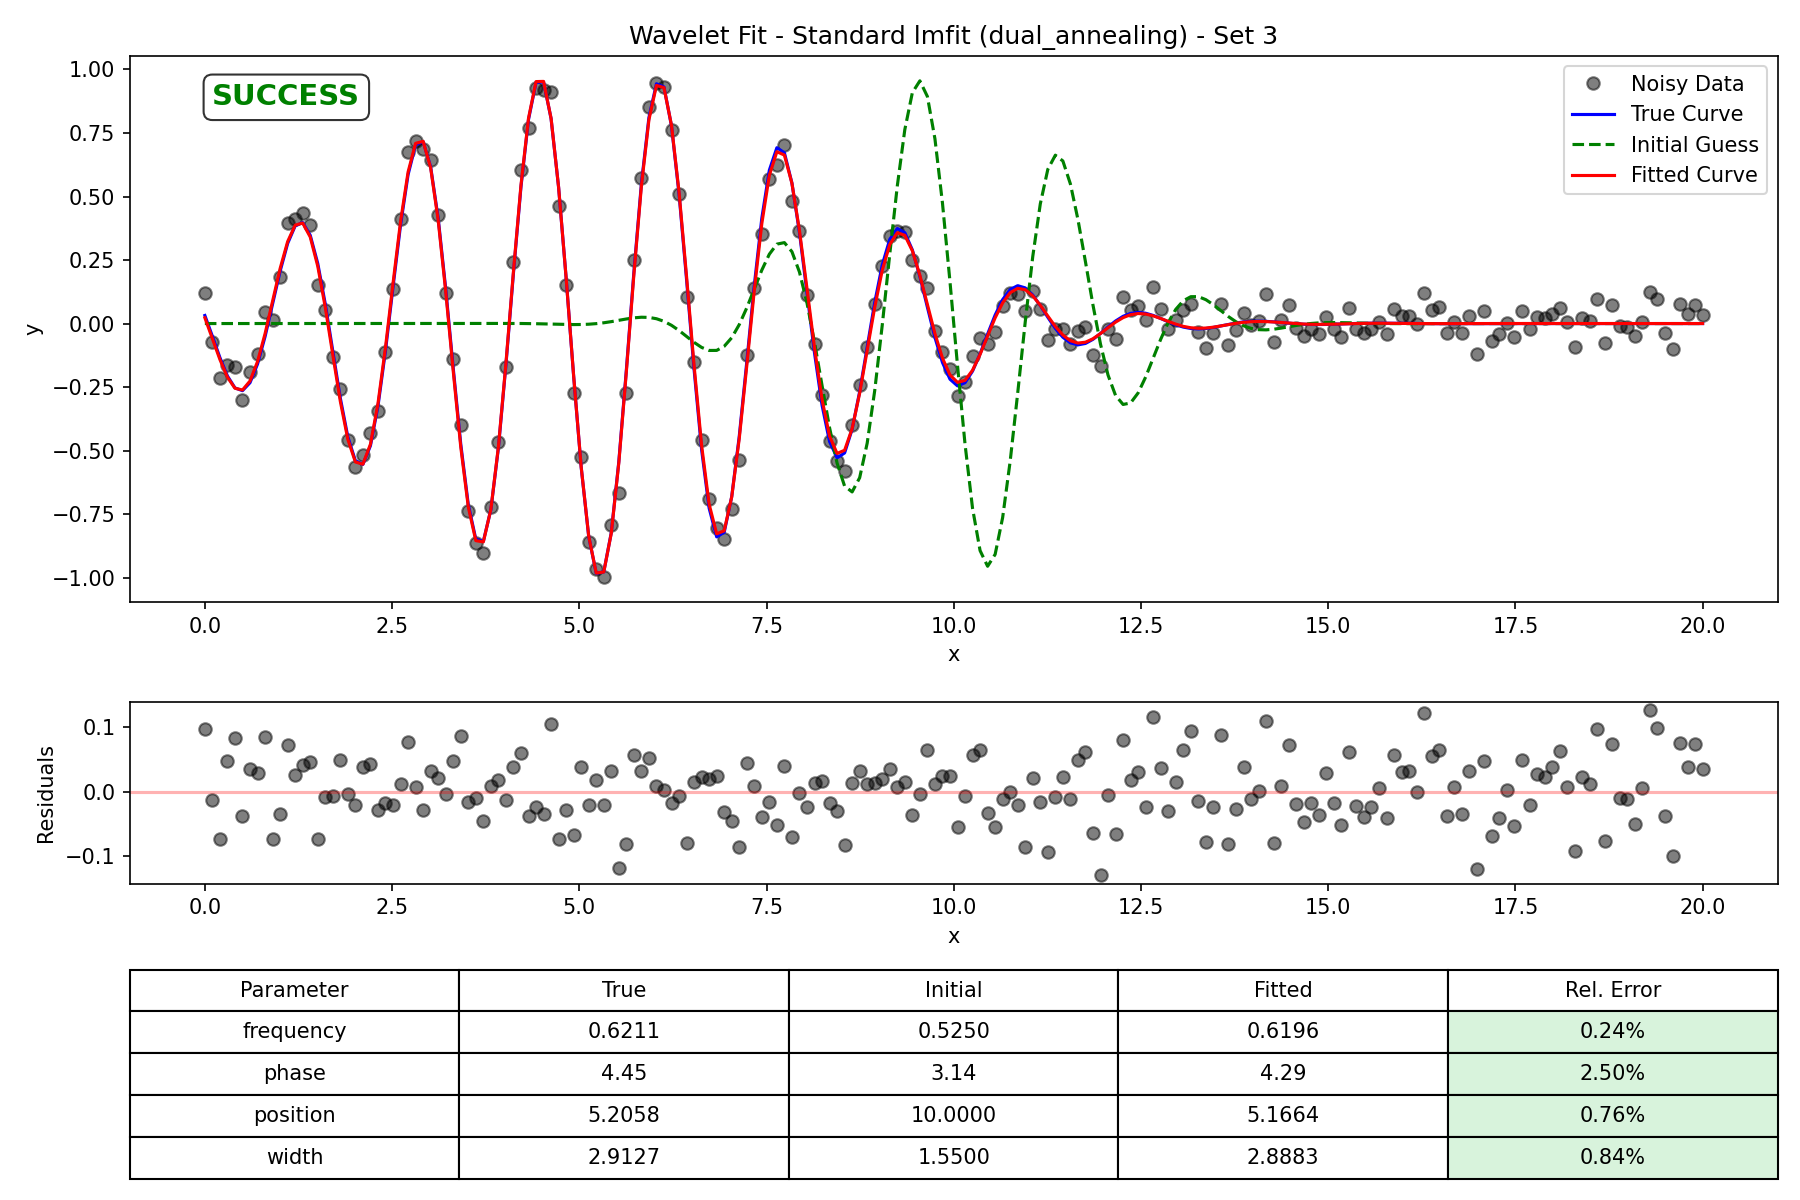 Wavelet Fit - Standard lmfit (dual_annealing) - Set 3
SUCCESS
Noisy Data
True Curve
Initial Guess
Fitted Curve
y
1.00
0.75
0.50
0.25
0.00
−0.25
−0.50
−0.75
−1.00
0.0 2.5 5.0 7.5 10.0 12.5 15.0 17.5 20.0
x
Residuals
0.1
0.0
−0.1
0.0 2.5 5.0 7.5 10.0 12.5 15.0 17.5 20.0
x
Parameter True Initial Fitted Rel. Error
frequency 0.6211 0.5250 0.6196 0.24%
phase 4.45 3.14 4.29 2.50%
position 5.2058 10.0000 5.1664 0.76%
width 2.9127 1.5500 2.8883 0.84%